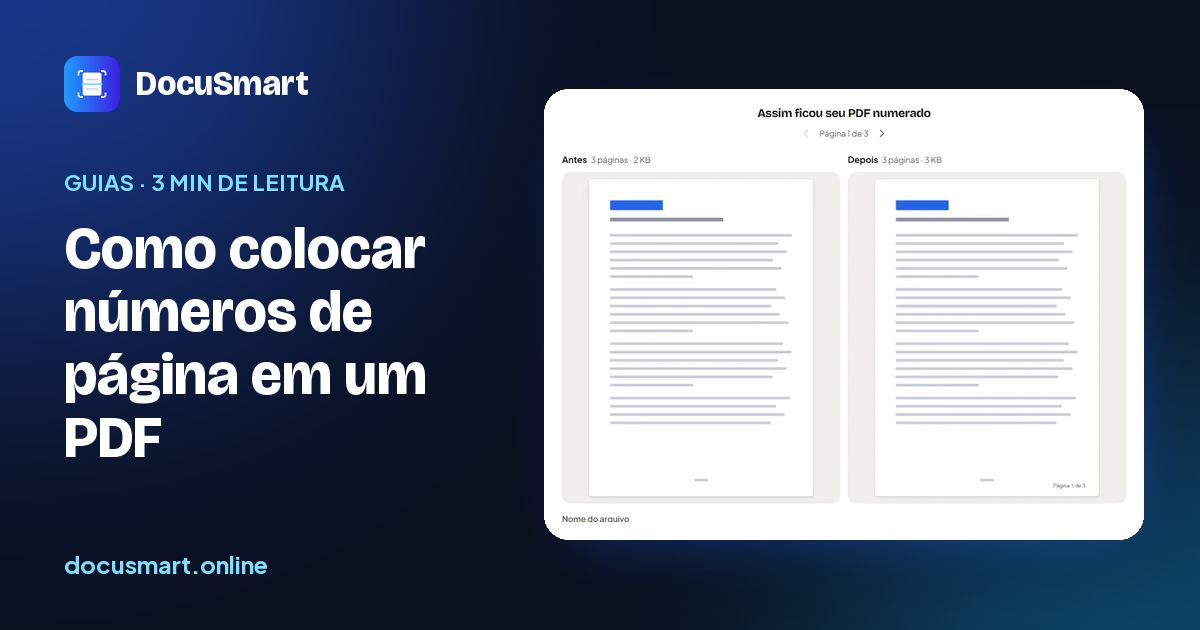 DocuSmart
GUIAS · 3 MIN DE LEITURA
Como colocar
números de
página em um
PDF
docusmart.online
Assim ficou seu PDF numerado
Página 1 de 3
Antes 3 páginas · 2 KB
Depois 3 páginas · 3 KB
Página 1 de 3
Nome do arquivo